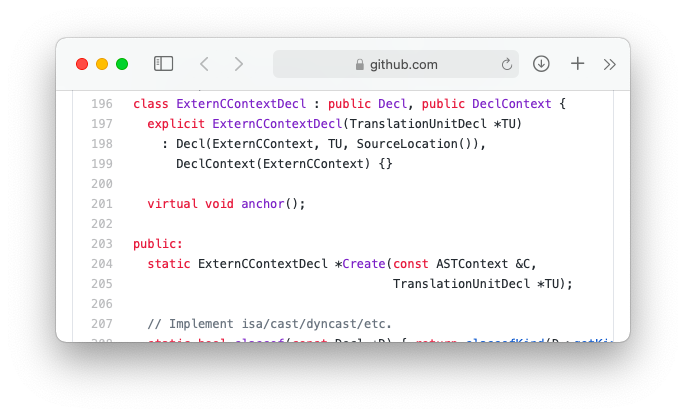 github.com
196 class ExternCContextDecl : public Decl, public DeclContext {
197   explicit ExternCContextDecl(TranslationUnitDecl *TU)
198     : Decl(ExternCContext, TU, SourceLocation()),
199       DeclContext(ExternCContext) {}
200
201   virtual void anchor();
202
203 public:
204   static ExternCContextDecl *Create(const ASTContext &C,
205                                     TranslationUnitDecl *TU);
206
207   // Implement isa/cast/dyncast/etc.